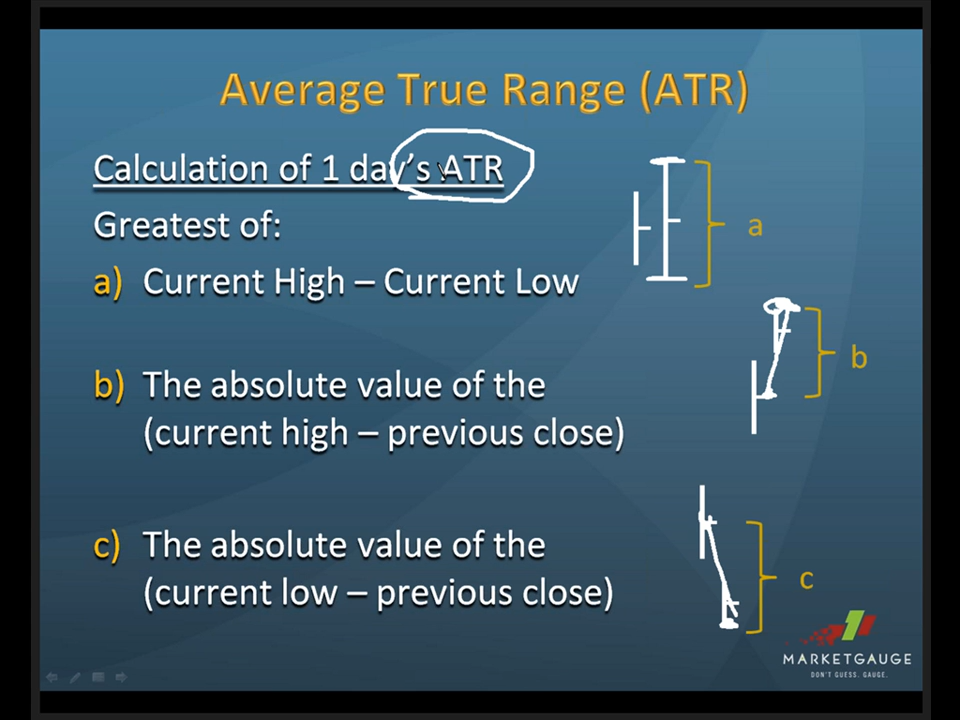 Average True Range (ATR)
Calculation of 1 day's ATR
Greatest of:
a) Current High – Current Low
a
b) The absolute value of the
(current high – previous close)
b
c) The absolute value of the
(current low – previous close)
c
MARKETGAUGE
DON'T GUESS. GAUGE.